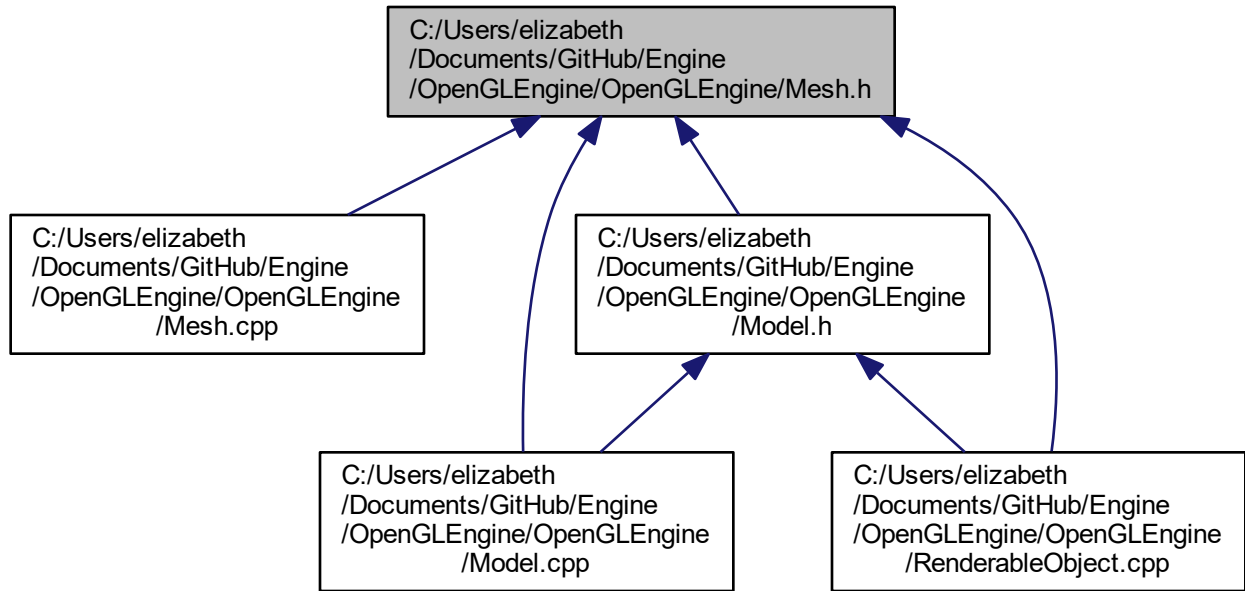 C:/Users/elizabeth
/Documents/GitHub/Engine
/OpenGLEngine/OpenGLEngine/Mesh.h
C:/Users/elizabeth
/Documents/GitHub/Engine
/OpenGLEngine/OpenGLEngine
/Mesh.cpp
C:/Users/elizabeth
/Documents/GitHub/Engine
/OpenGLEngine/OpenGLEngine
/Model.h
C:/Users/elizabeth
/Documents/GitHub/Engine
/OpenGLEngine/OpenGLEngine
/Model.cpp
C:/Users/elizabeth
/Documents/GitHub/Engine
/OpenGLEngine/OpenGLEngine
/RenderableObject.cpp